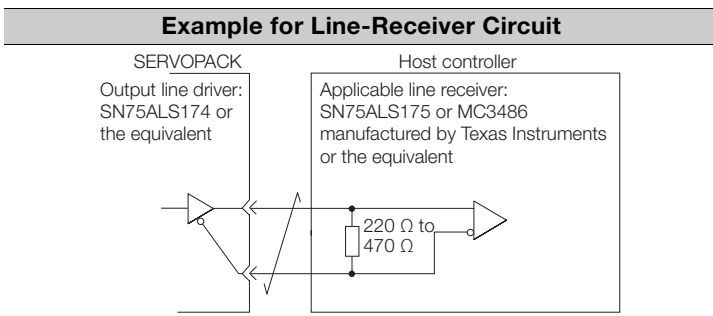 Example for Line-Receiver Circuit
SERVOPACK
Host controller
Output line driver:
SN75ALS174 or
the equivalent
Applicable line receiver:
SN75ALS175 or MC3486
manufactured by Texas Instruments
or the equivalent
220 Ω to
470 Ω